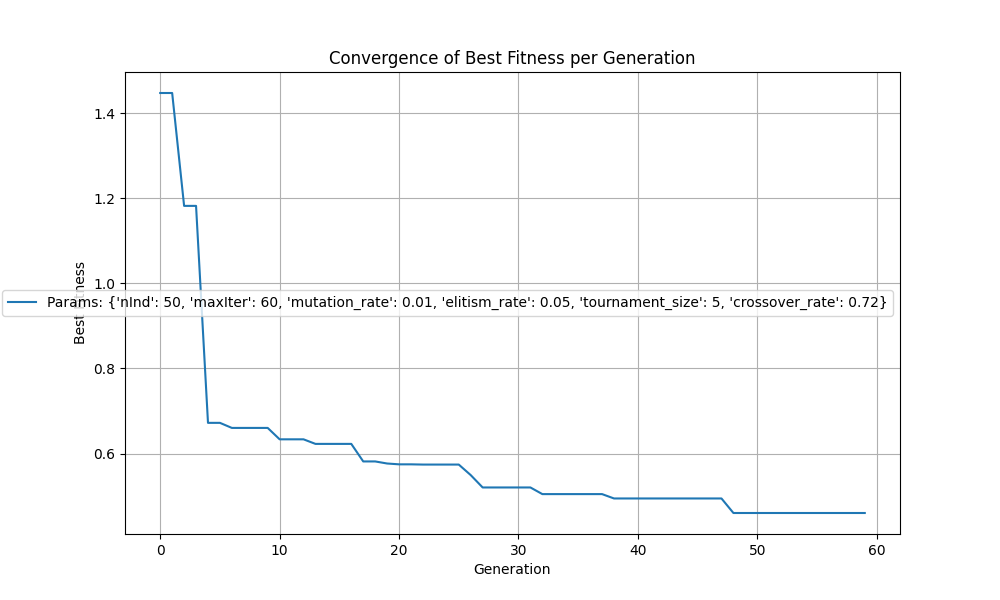 Convergence of Best Fitness per Generation
1.4
1.2
1.0
0.8
0.6
Best
ness
Params: {'nInd': 50, 'maxIter': 60, 'mutation_rate': 0.01, 'elitism_rate': 0.05, 'tournament_size': 5, 'crossover_rate': 0.72}
0 10 20 30 40 50 60
Generation